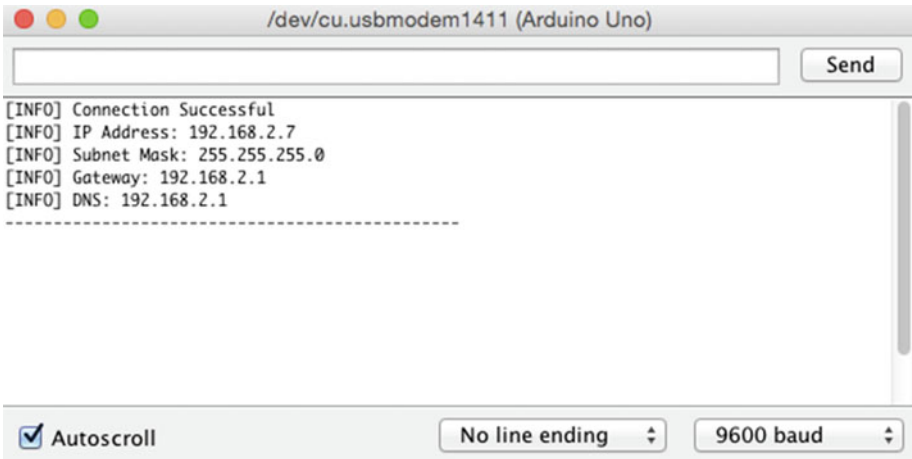 /dev/cu.usbmodem1411 (Arduino Uno)
Send
[INFO] Connection Successful
[INFO] IP Address: 192.168.2.7
[INFO] Subnet Mask: 255.255.255.0
[INFO] Gateway: 192.168.2.1
[INFO] DNS: 192.168.2.1
-----------------------------------------------
Autoscroll
No line ending
9600 baud